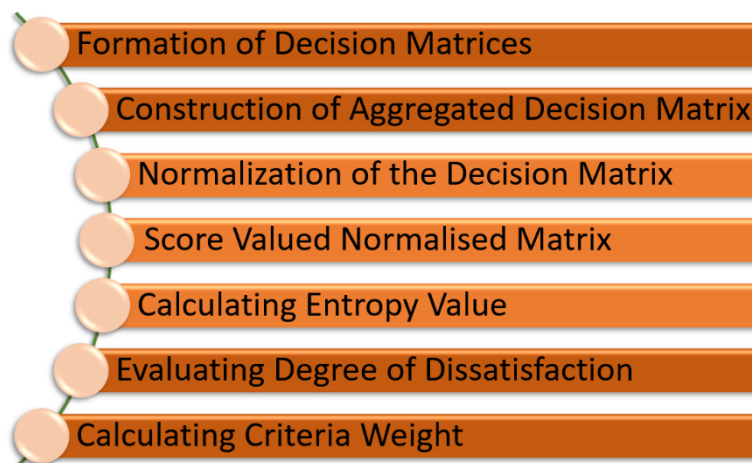 Formation of Decision Matrices
Construction of Aggregated Decision Matrix
Normalization of the Decision Matrix
Score Valued Normalised Matrix
Calculating Entropy Value
Evaluating Degree of Dissatisfaction
Calculating Criteria Weight